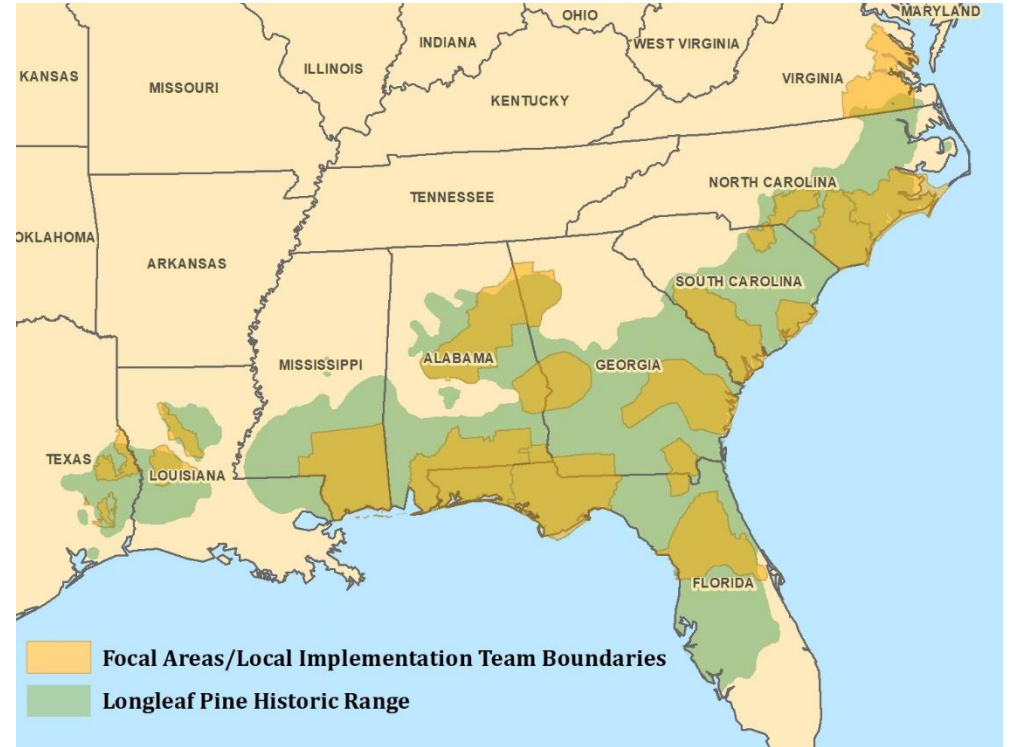 MARYLAND
OHIO
INDIANA
WEST VIRGINIA
ILLINOIS
KANSAS
VIRGINIA
MISSOURI
KENTUCKY
NORTH CAROLINA
TENNESSEE
OKLAHOMA
ARKANSAS
SOUTH CAROLINA
ALABAMA
MISSISSIPPI
GEORGIA
TEXAS
LOUISIANA
FLORIDA
Focal Areas/Local Implementation Team Boundaries
Longleaf Pine Historic Range